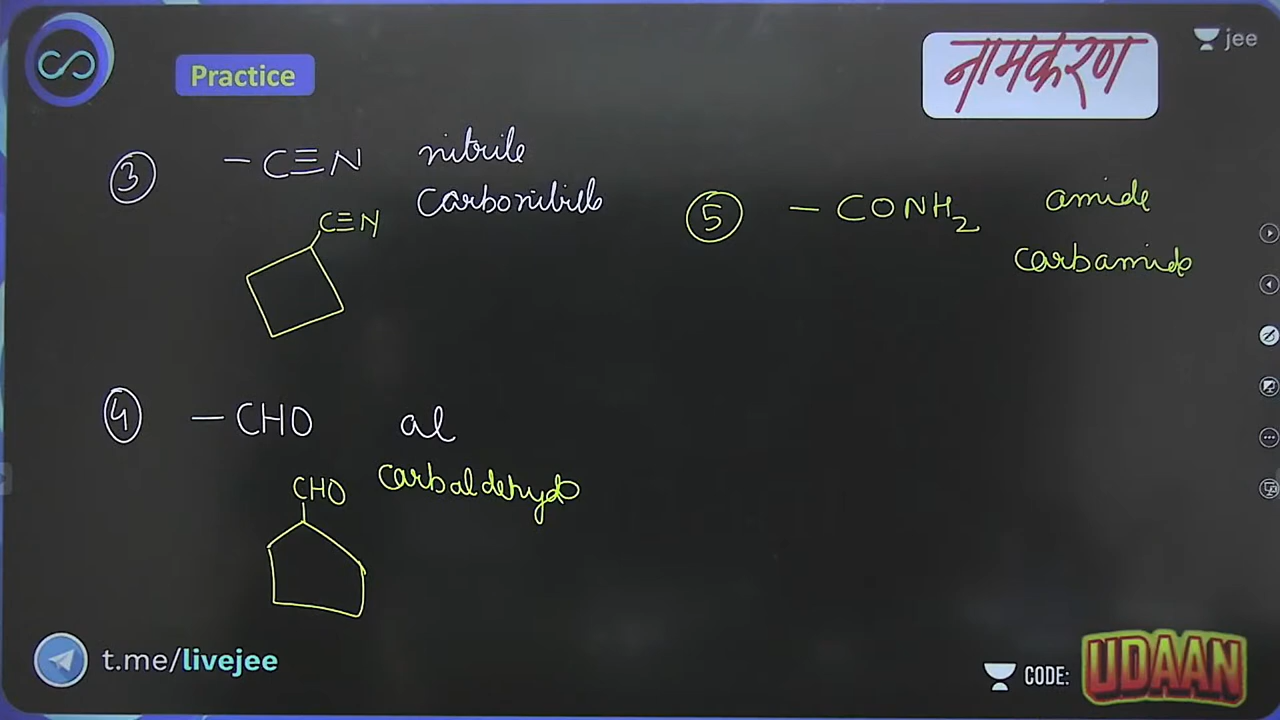 Practice
नामकरण
jee
③ – C≡N nitrile
carbonitrile
C≡N
④ – CHO al
carbaldehyde
CHO
⑤ – CONH₂ amide
carbamide
t.me/livejee
CODE: UDAAN